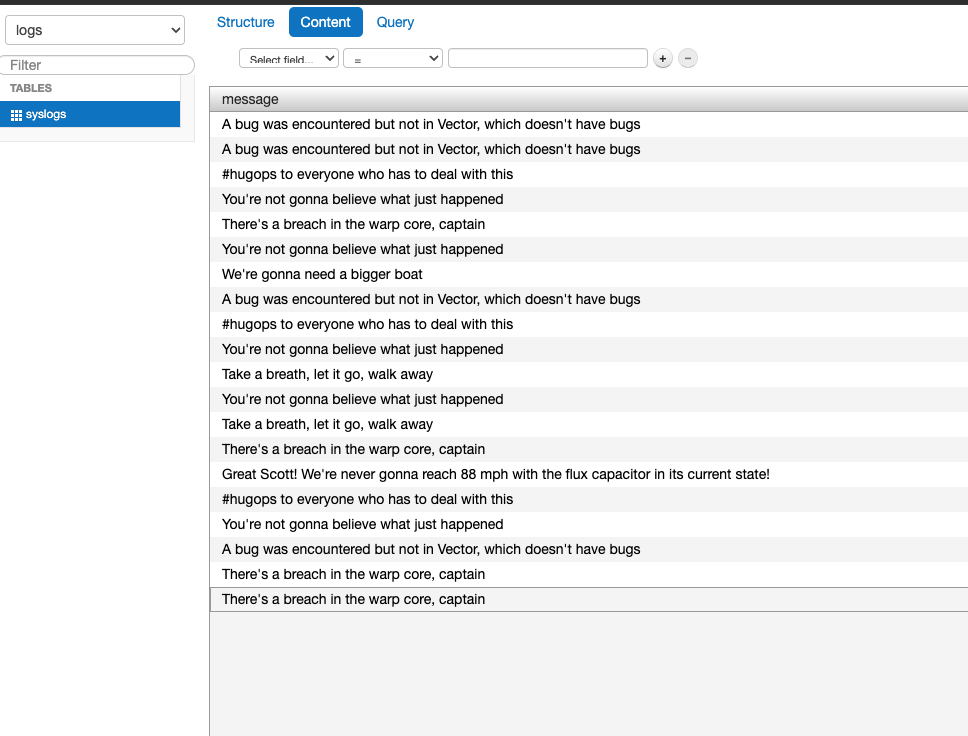 logs
Structure
Content
Query
Filter
Select field...
=
+
−
TABLES
syslogs
message
A bug was encountered but not in Vector, which doesn't have bugs
A bug was encountered but not in Vector, which doesn't have bugs
#hugops to everyone who has to deal with this
You're not gonna believe what just happened
There's a breach in the warp core, captain
You're not gonna believe what just happened
We're gonna need a bigger boat
A bug was encountered but not in Vector, which doesn't have bugs
#hugops to everyone who has to deal with this
You're not gonna believe what just happened
Take a breath, let it go, walk away
You're not gonna believe what just happened
Take a breath, let it go, walk away
There's a breach in the warp core, captain
Great Scott! We're never gonna reach 88 mph with the flux capacitor in its current state!
#hugops to everyone who has to deal with this
You're not gonna believe what just happened
A bug was encountered but not in Vector, which doesn't have bugs
There's a breach in the warp core, captain
There's a breach in the warp core, captain